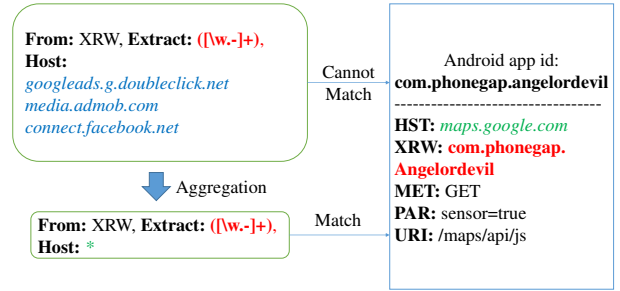 From: XRW, Extract: ([\w.-]+),
Host:
googleads.g.doubleclick.net
media.admob.com
connect.facebook.net
Cannot
Match
Aggregation
From: XRW, Extract: ([\w.-]+),
Host: *
Match
Android app id:
com.phonegap.angelordevil
----------------------------------
HST: maps.google.com
XRW: com.phonegap.
Angelordevil
MET: GET
PAR: sensor=true
URI: /maps/api/js